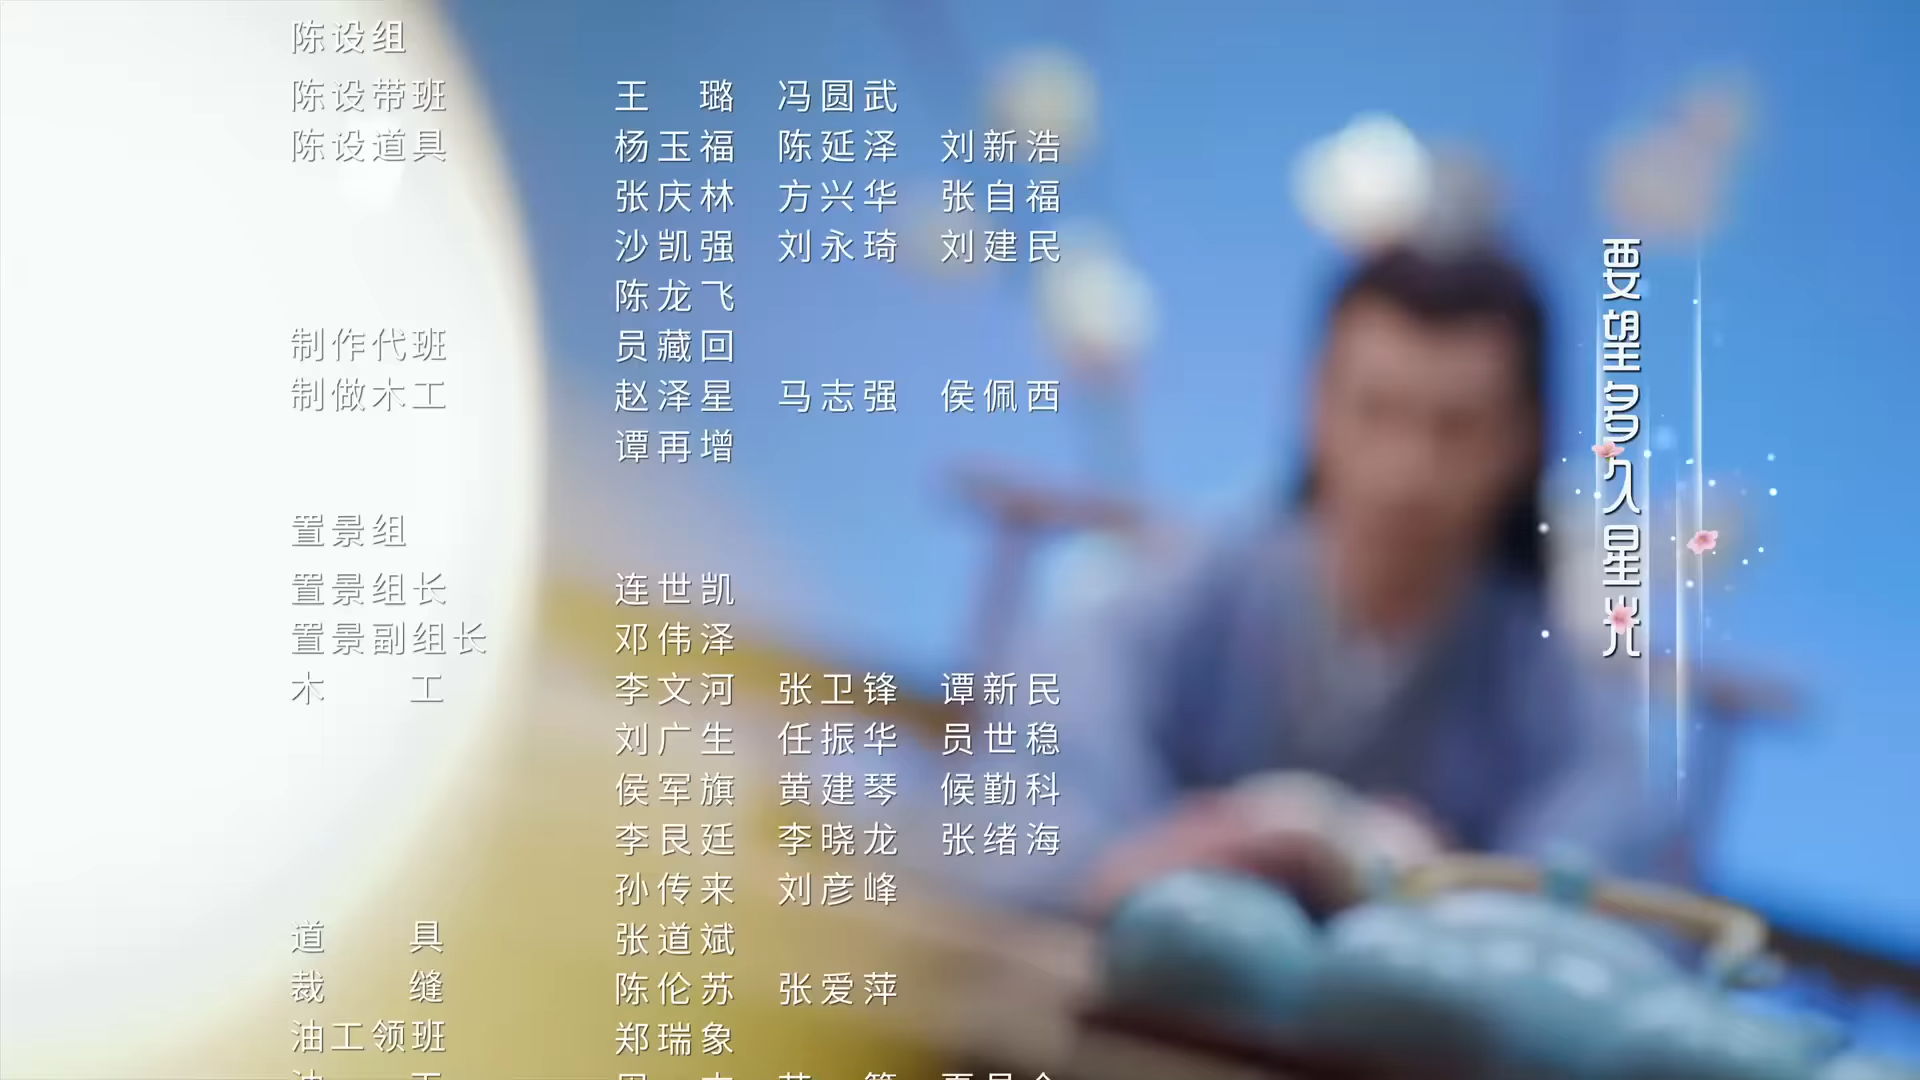 陈设组
陈设带班 王 璐 冯圆武
陈设道具 杨玉福 陈延泽 刘新浩
张庆林 方兴华 张自福
沙凯强 刘永琦 刘建民
陈龙飞
制作代班 员藏回
制做木工 赵泽星 马志强 侯佩西
谭再增
置景组
置景组长 连世凯
置景副组长 邓伟泽
木 工 李文河 张卫锋 谭新民
刘广生 任振华 员世稳
侯军旗 黄建琴 候勤科
李艮廷 李晓龙 张绪海
孙传来 刘彦峰
道 具 张道斌
裁 缝 陈伦苏 张爱萍
油工领班 郑瑞象
要望多久星光